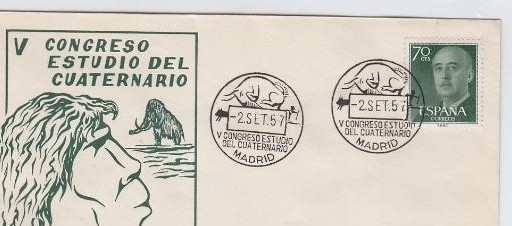 V CONGRESO
ESTUDIO DEL
CUATERNARIO
-2.SET.57
V CONGRESO ESTUDIO
DEL CUATERNARIO
MADRID
-2.SET.57
V CONGRESO ESTUDIO
DEL CUATERNARIO
MADRID
70
CTS
ESPAÑA
CORREOS